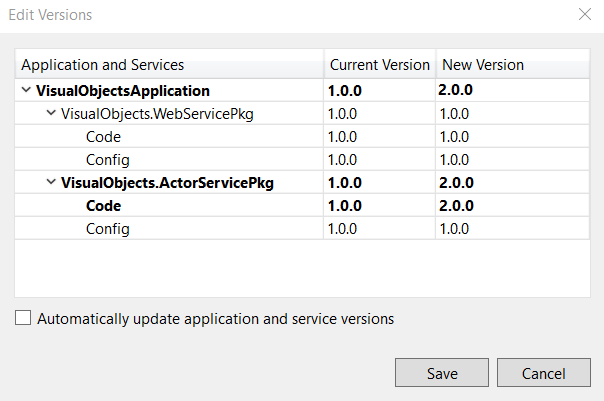 Edit Versions
Application and Services Current Version New Version
VisualObjectsApplication 1.0.0 2.0.0
VisualObjects.WebServicePkg 1.0.0 1.0.0
Code 1.0.0 1.0.0
Config 1.0.0 1.0.0
VisualObjects.ActorServicePkg 1.0.0 2.0.0
Code 1.0.0 2.0.0
Config 1.0.0 1.0.0
Automatically update application and service versions
Save Cancel